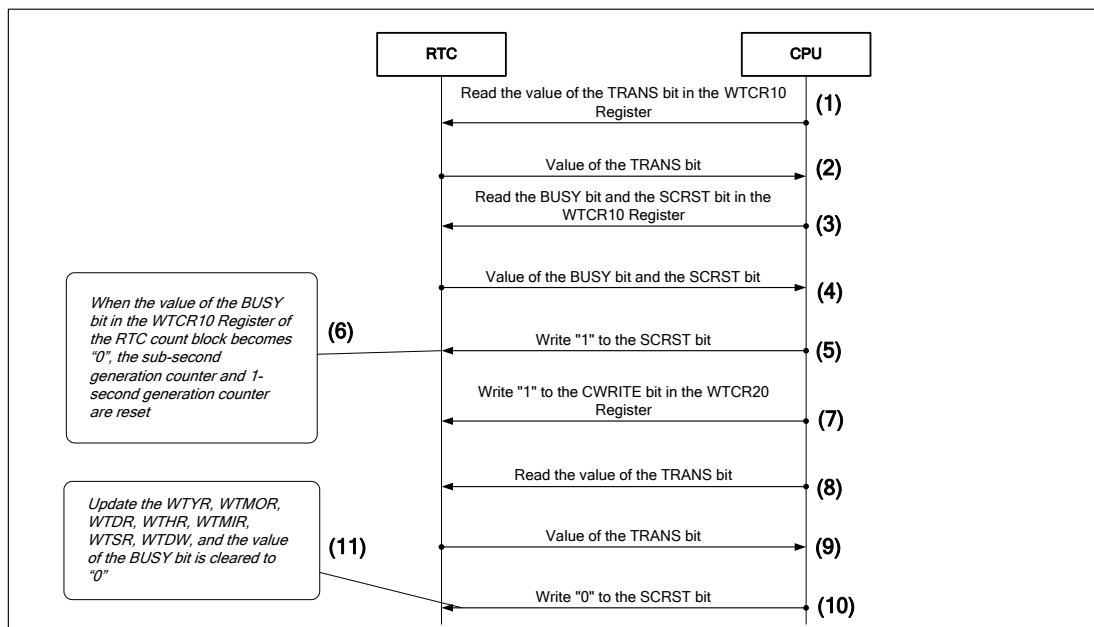 RTC
CPU
Read the value of the TRANS bit in the WTCR10
Register
(1)
Value of the TRANS bit
(2)
Read the BUSY bit and the SCRST bit in the
WTCR10 Register
(3)
Value of the BUSY bit and the SCRST bit
(4)
When the value of the BUSY
bit in the WTCR10 Register of
the RTC count block becomes
“0”, the sub-second
generation counter and 1-
second generation counter
are reset
(6)
Write "1" to the SCRST bit
(5)
Write "1" to the CWRITE bit in the WTCR20
Register
(7)
Read the value of the TRANS bit
(8)
Update the WTYR, WTMOR,
WTDR, WTHR, WTMIR,
WTSR, WTDW, and the value
of the BUSY bit is cleared to
“0”
(11)
Value of the TRANS bit
(9)
Write "0" to the SCRST bit
(10)